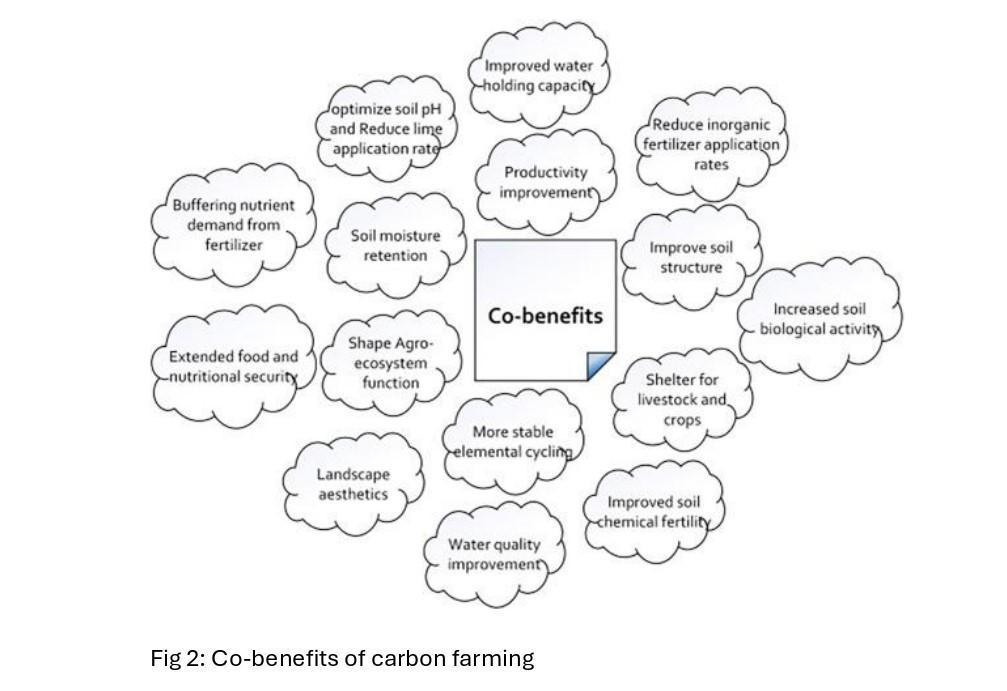 Improved water
holding capacity
optimize soil pH
and Reduce lime
application rate
Reduce inorganic
fertilizer application
rates
Productivity
improvement
Buffering nutrient
demand from
fertilizer
Soil moisture
retention
Improve soil
structure
Co-benefits
Increased soil
biological activity
Extended food and
nutritional security
Shape Agro-
ecosystem
function
Shelter for
livestock and
crops
More stable
elemental cycling
Landscape
aesthetics
Improved soil
chemical fertility
Water quality
improvement
Fig 2: Co-benefits of carbon farming